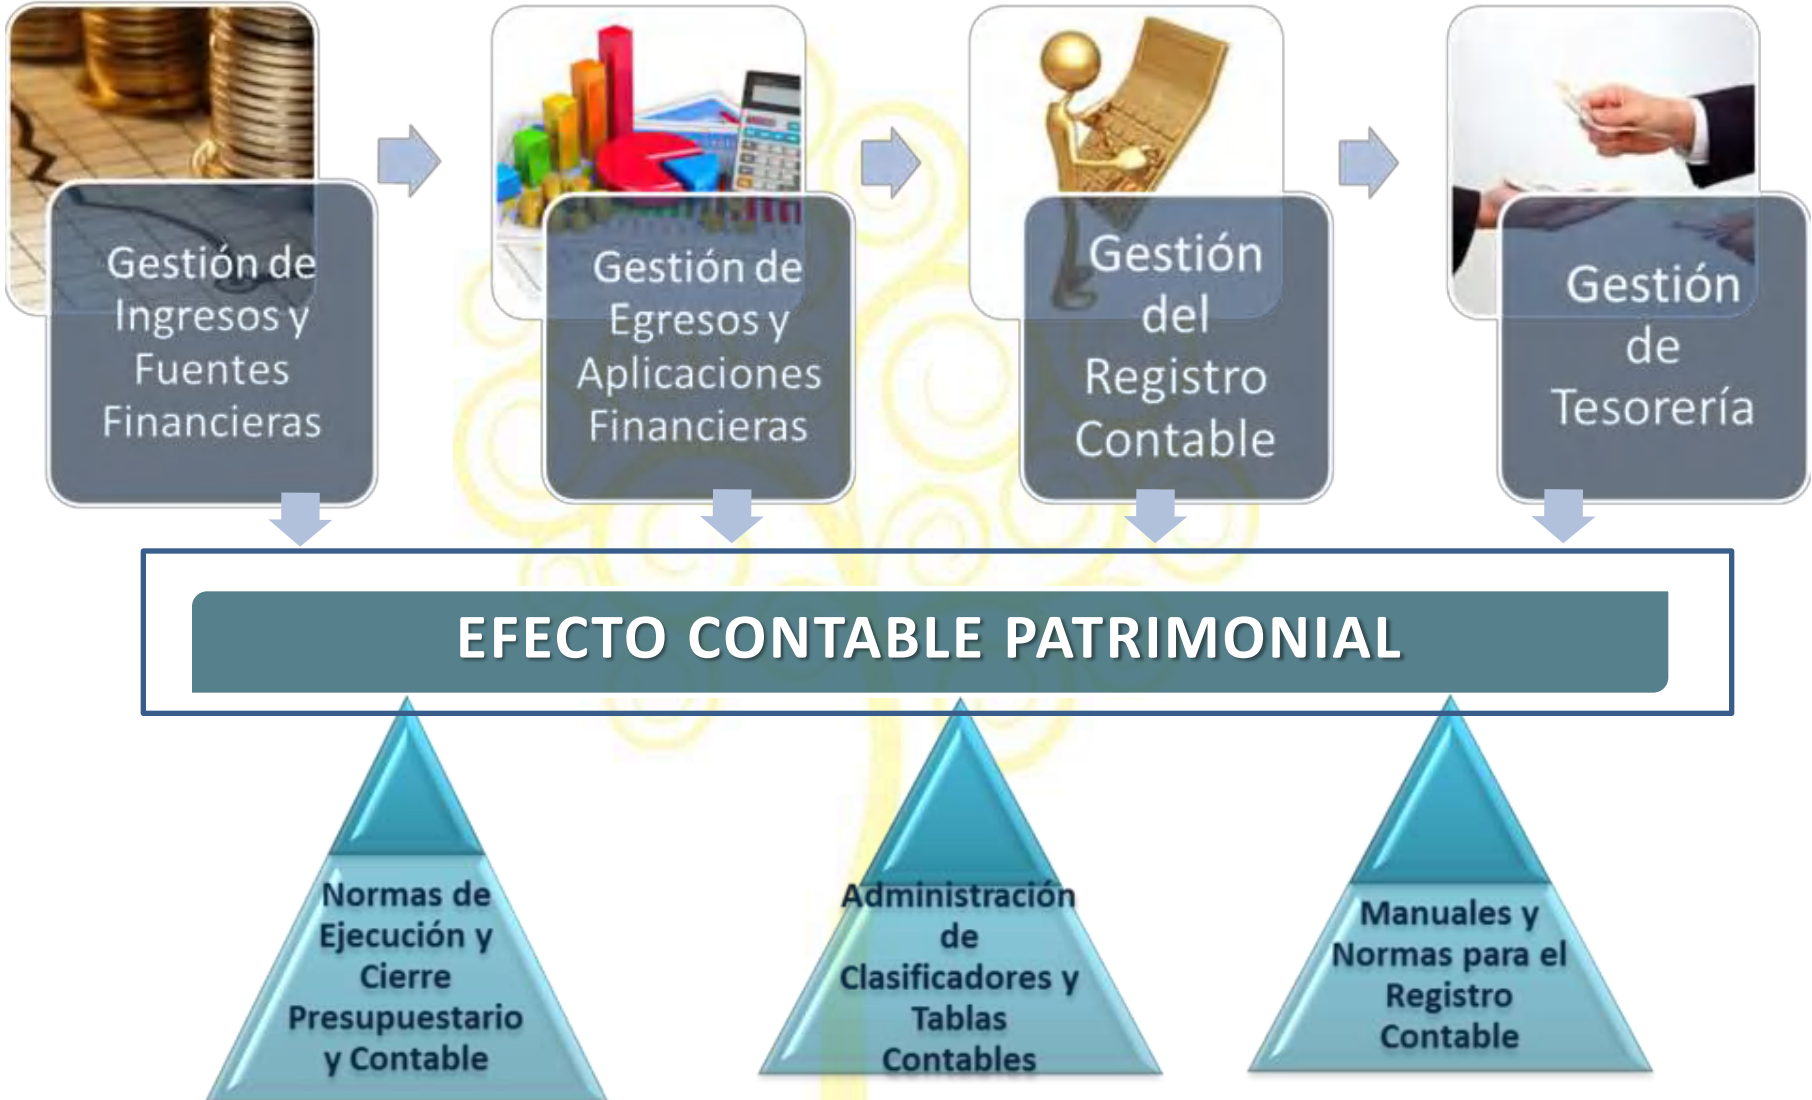 Gestión de
Ingresos y
Fuentes
Financieras
Gestión de
Egresos y
Aplicaciones
Financieras
Gestión
del
Registro
Contable
Gestión
de
Tesorería
EFECTO CONTABLE PATRIMONIAL
Normas de
Ejecución y
Cierre
Presupuestario
y Contable
Administración
de
Clasificadores y
Tablas
Contables
Manuales y
Normas para el
Registro
Contable